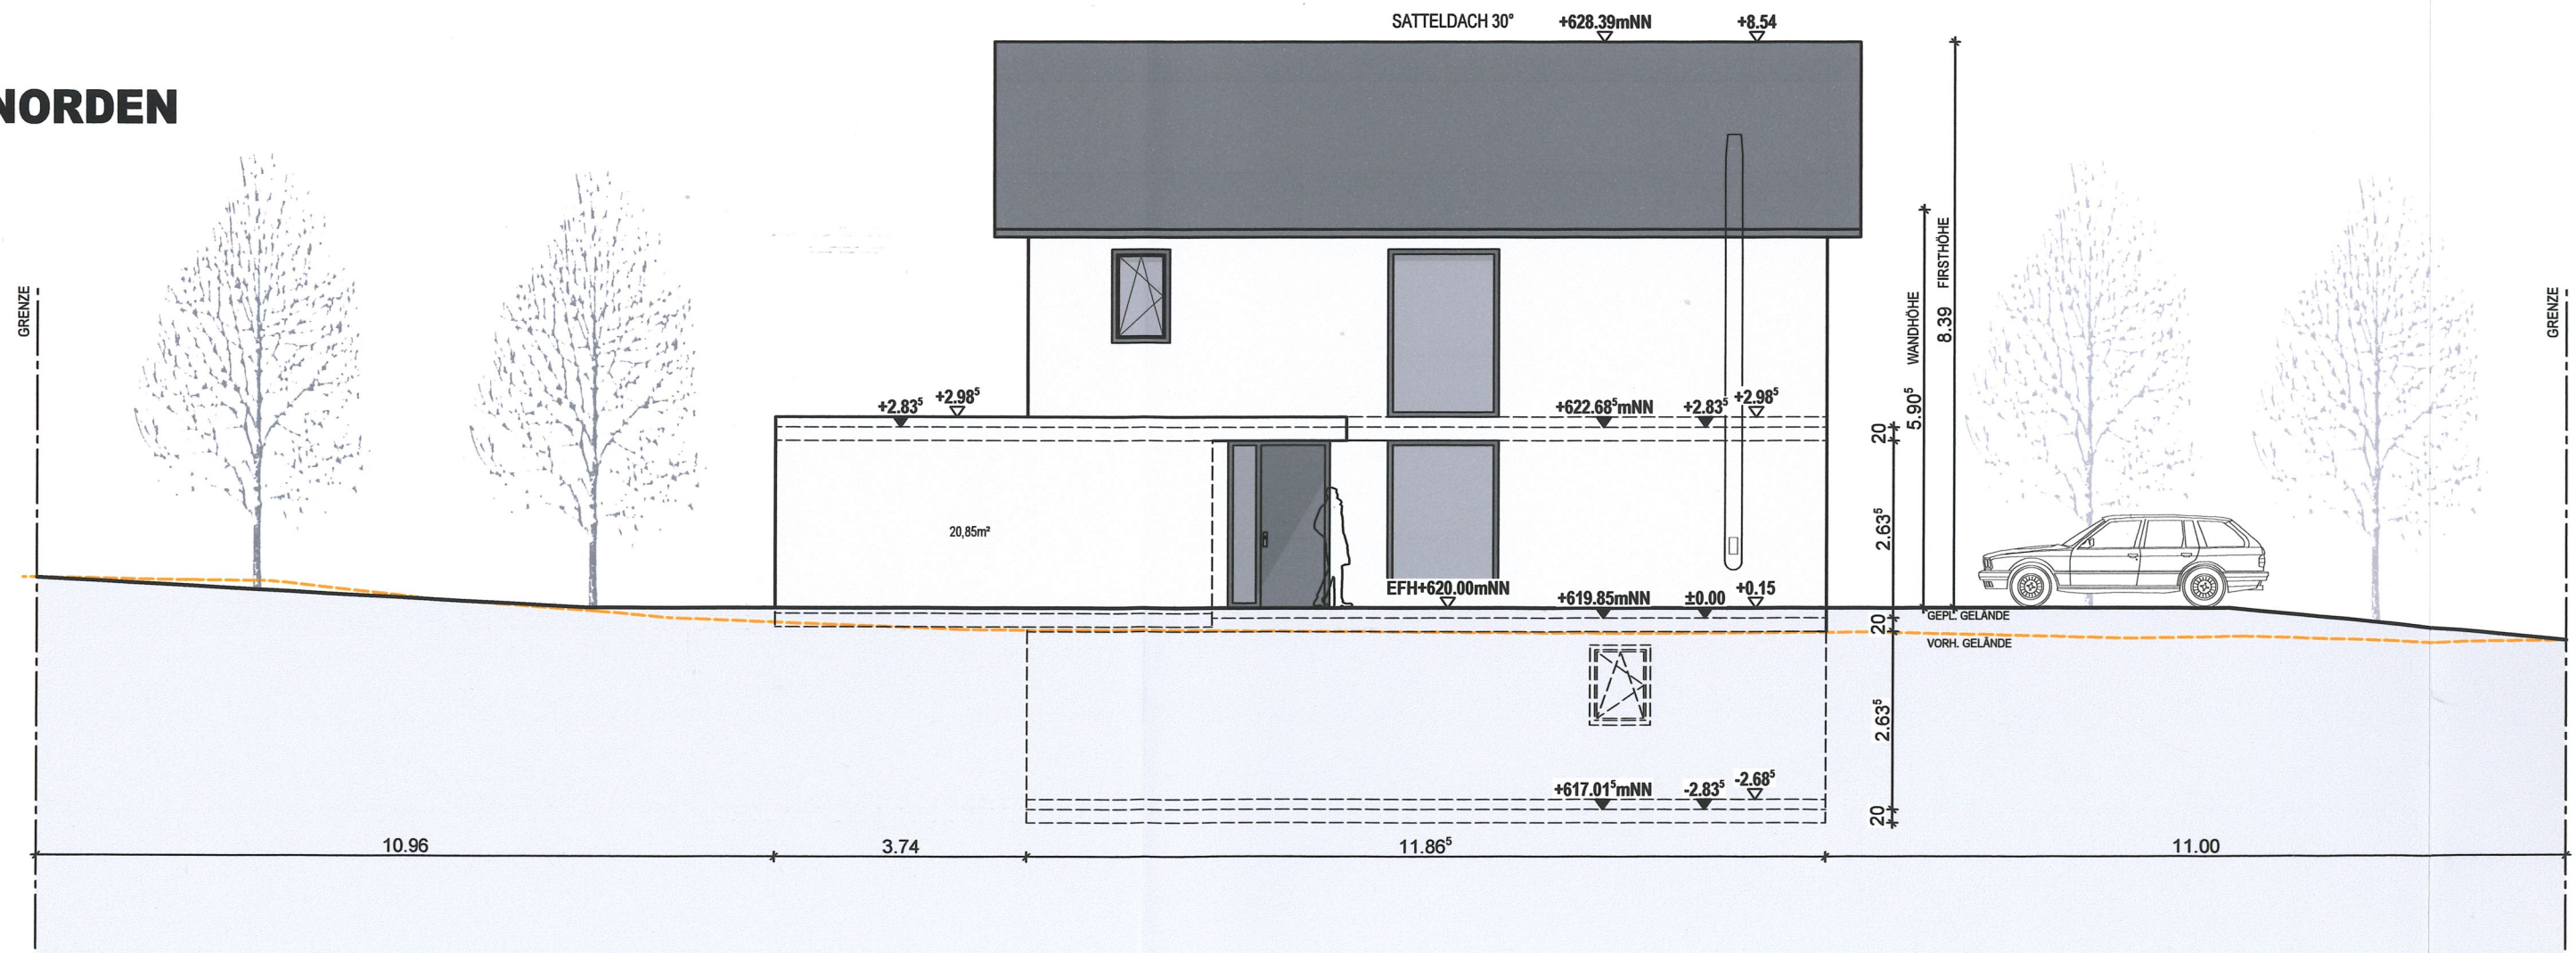 SATTELDACH 30° +628.39mNN +8.54
NORDEN
GRENZE
8.39 FIRSTHÖHE
5.90⁵ WANDHÖHE
GRENZE
+2.83⁵ +2.98⁵
+622.68⁵mNN +2.83⁵ +2.98⁵
20
20,85m²
2.63⁵
EFH+620.00mNN
+619.85mNN ±0.00 +0.15
20
GEPL. GELÄNDE
VORH. GELÄNDE
2.63⁵
+617.01⁵mNN -2.83⁵ -2.68⁵
20
10.96 3.74 11.86⁵ 11.00